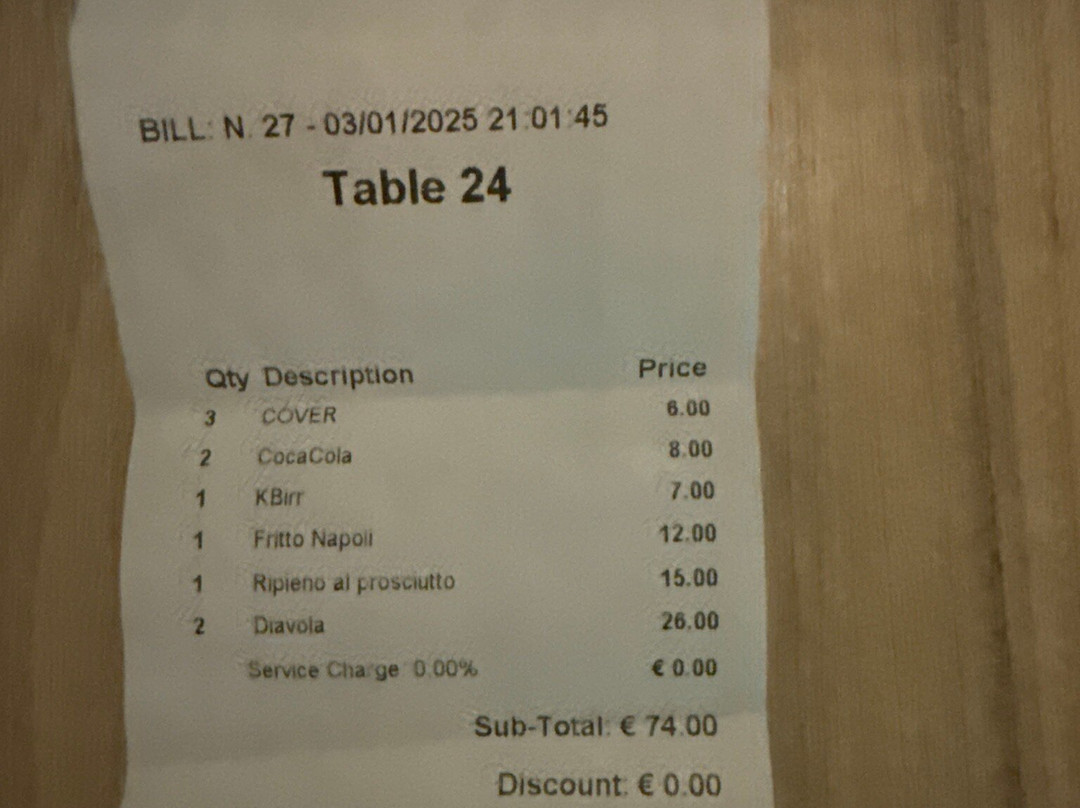 BILL: N. 27 - 03/01/2025 21:01:45
Table 24
Qty Description Price
3 COVER 6.00
2 CocaCola 8.00
1 KBirr 7.00
1 Fritto Napoli 12.00
1 Ripieno al prosciutto 15.00
2 Diavola 26.00
Service Charge 0.00% € 0.00
Sub-Total: € 74.00
Discount: € 0.00